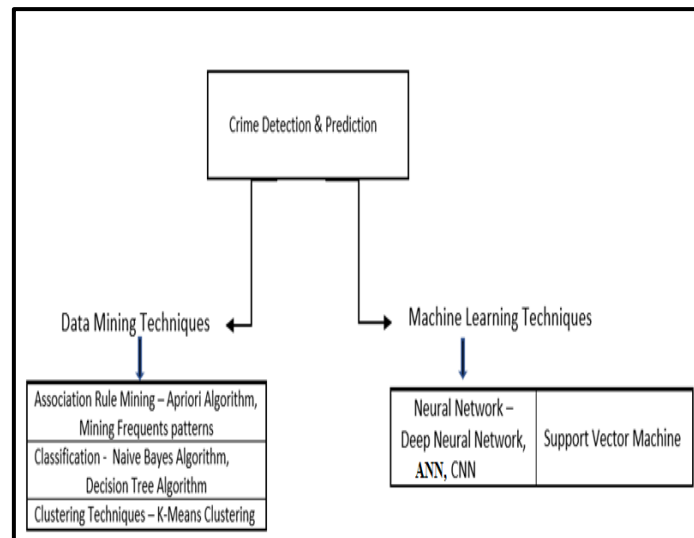 Crime Detection & Prediction
Data Mining Techniques
Machine Learning Techniques
Association Rule Mining – Apriori Algorithm,
Mining Frequents patterns
Classification - Naive Bayes Algorithm,
Decision Tree Algorithm
Clustering Techniques – K-Means Clustering
Neural Network –
Deep Neural Network,
ANN, CNN
Support Vector Machine